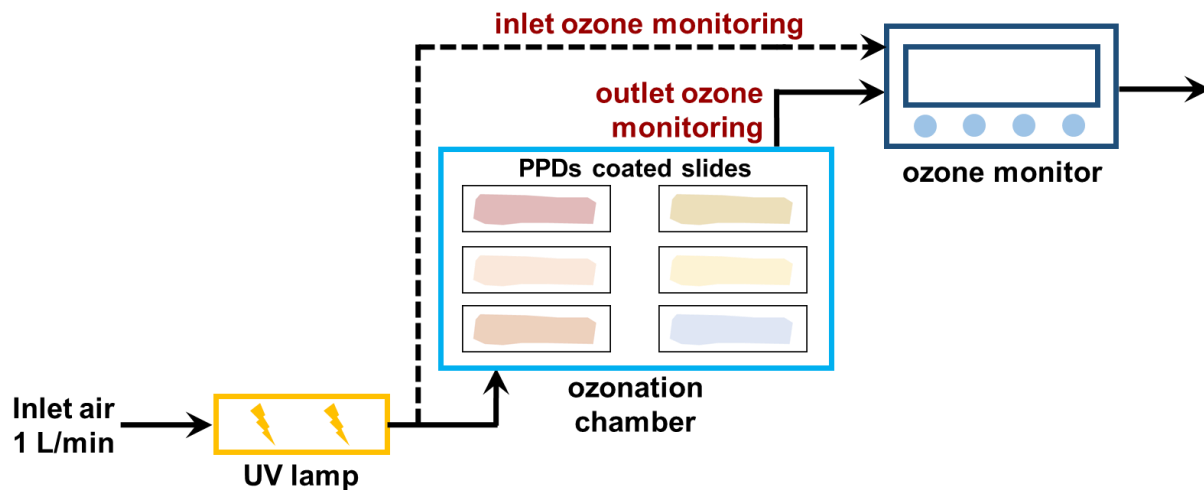 inlet ozone monitoring
outlet ozone
monitoring
PPDs coated slides
ozone monitor
ozonation
chamber
Inlet air
1 L/min
UV lamp